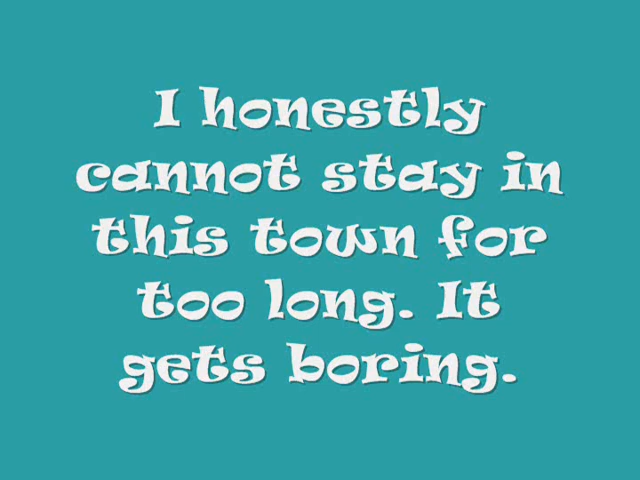 I honestly
cannot stay in
this town for
too long. It
gets boring.